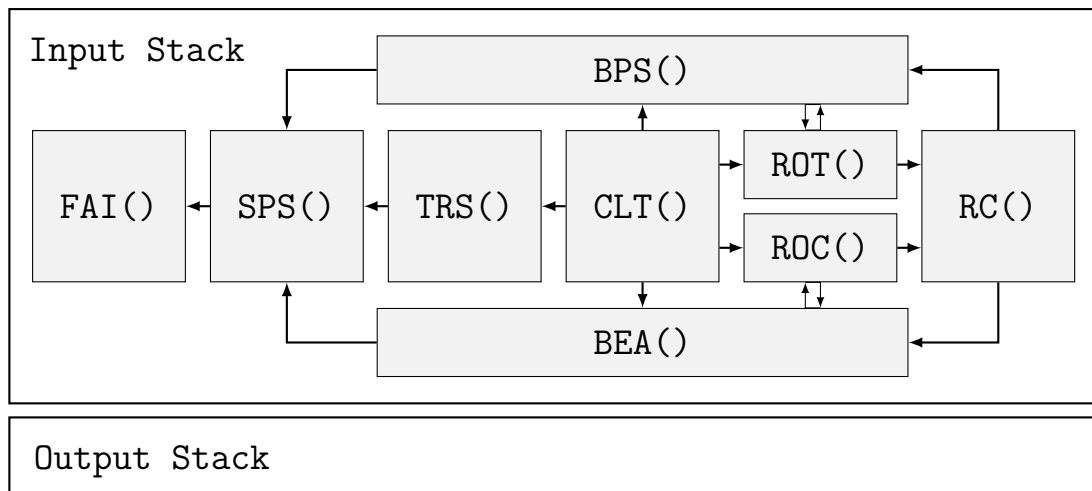 Input Stack
BPS()
FAI()
SPS()
TRS()
CLT()
ROT()
ROC()
RC()
BEA()
Output Stack